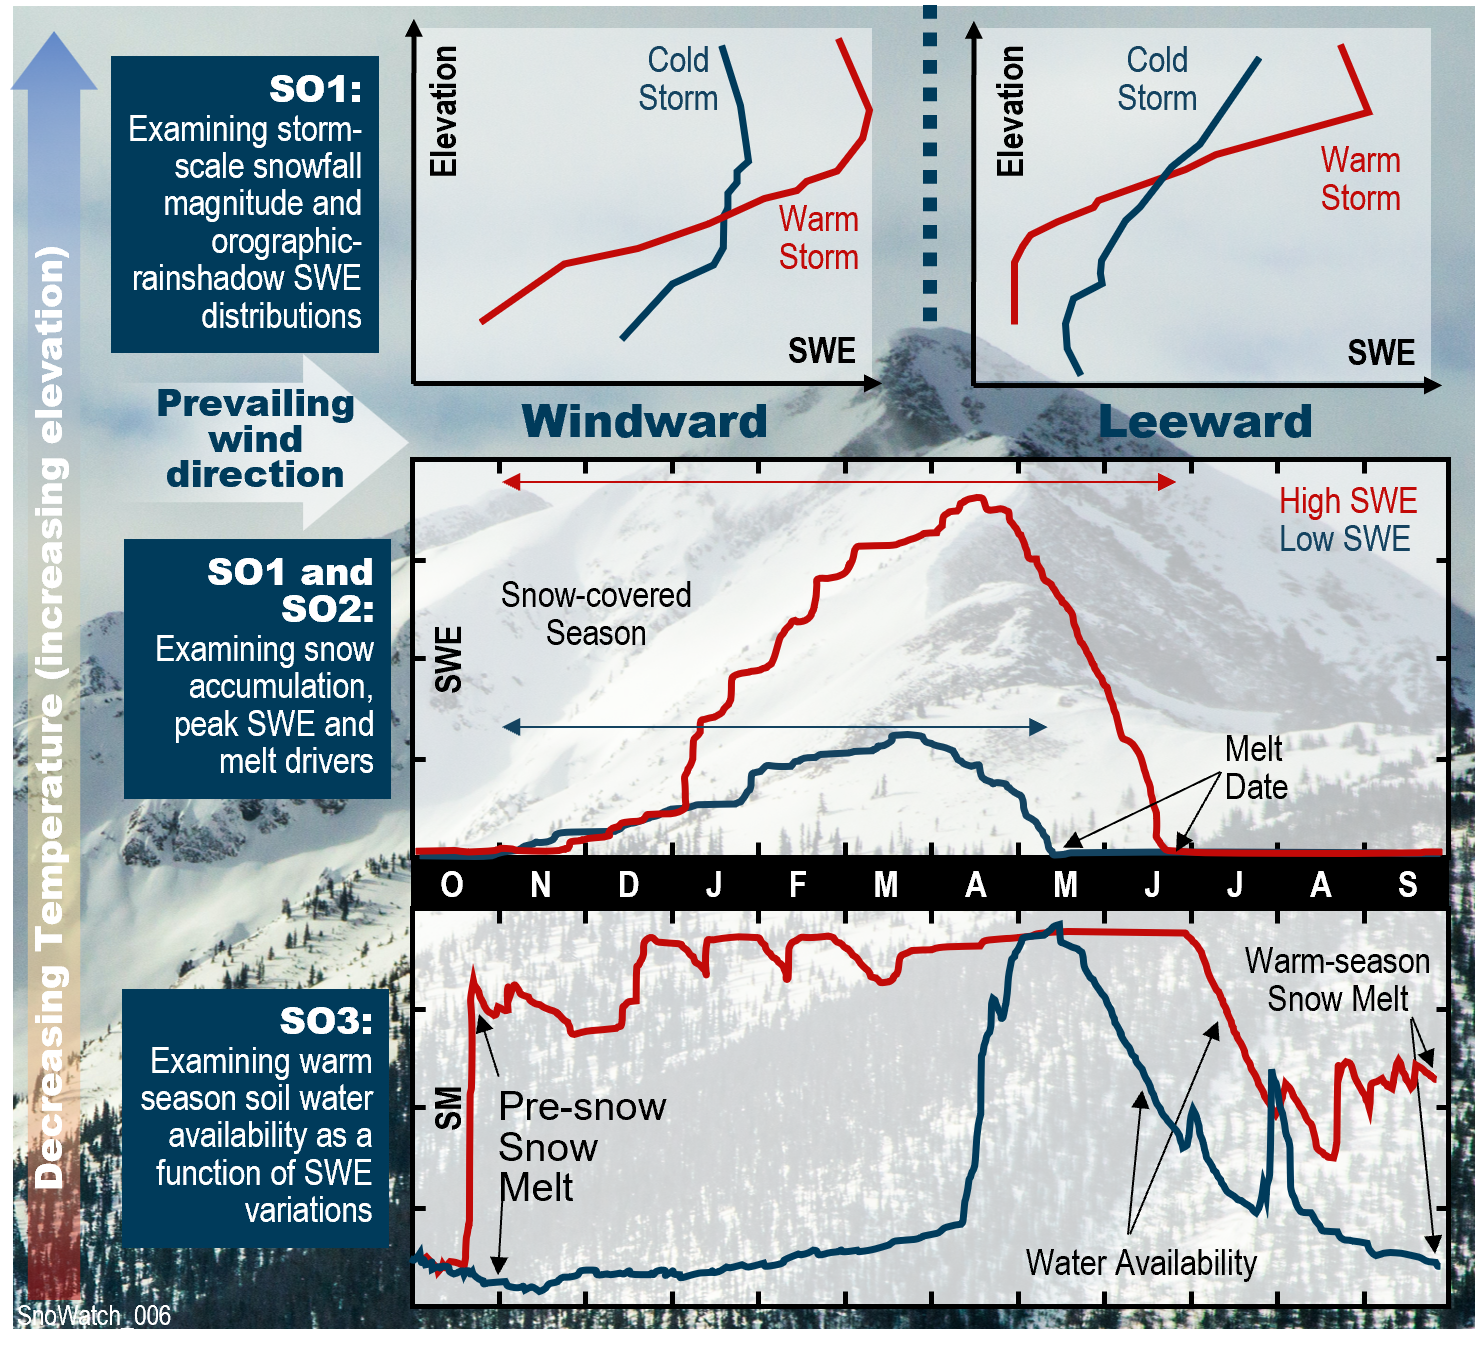 Decreasing Temperature (increasing elevation)
SO1:
Examining storm-
scale snowfall
magnitude and
orographic-
rainshadow SWE
distributions
Elevation
Cold
Storm
Warm
Storm
SWE
Elevation
Cold
Storm
Warm
Storm
SWE
Prevailing
wind
direction
Windward
Leeward
SO1 and
SO2:
Examining snow
accumulation,
peak SWE and
melt drivers
High SWE
Low SWE
Snow-covered
Season
SWE
Melt
Date
O N D J F M A M J J A S
SO3:
Examining warm
season soil water
availability as a
function of SWE
variations
SM
Pre-snow
Snow
Melt
Warm-season
Snow Melt
Water Availability
SnoWatch_006